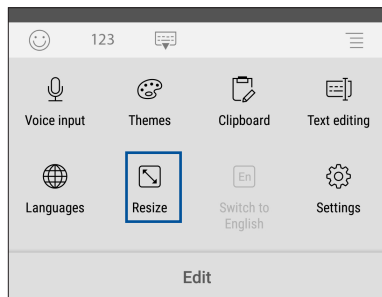 123
Voice input Themes Clipboard Text editing
En
Languages Resize Switch to English Settings
Edit